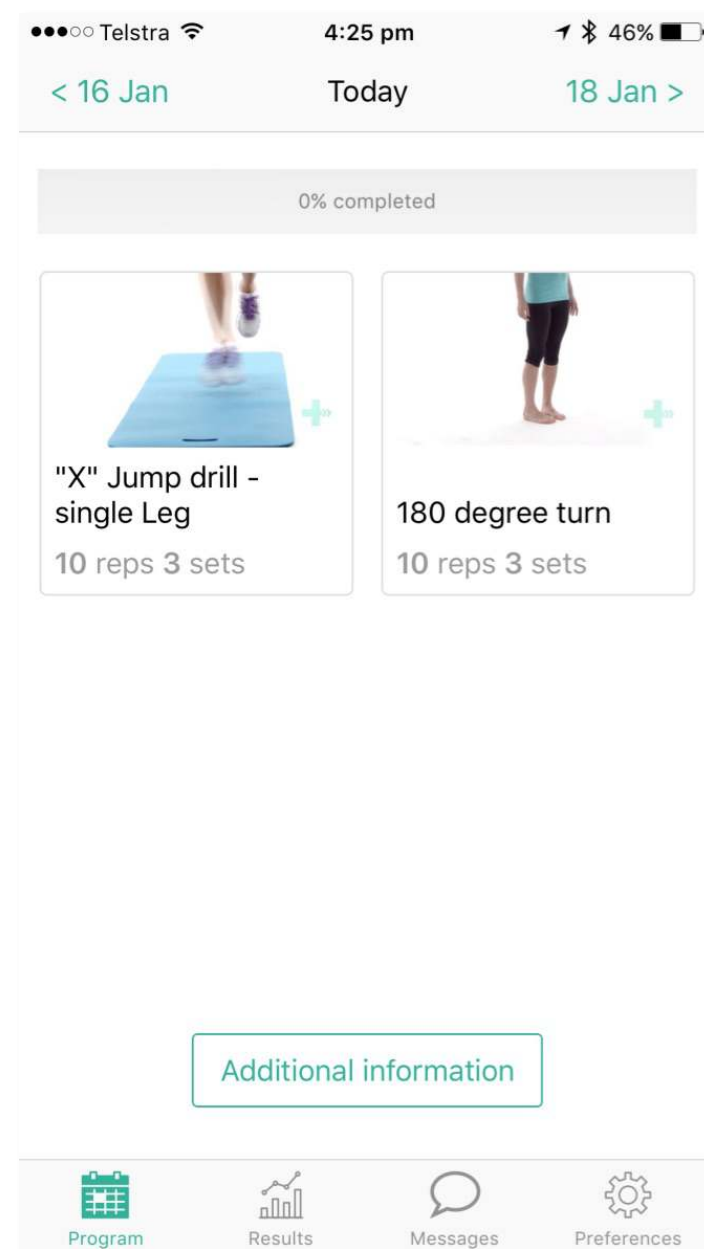 Telstra 4:25 pm 46%
< 16 Jan Today 18 Jan >
0% completed
"X" Jump drill -
single Leg
10 reps 3 sets
180 degree turn
10 reps 3 sets
Additional information
Program Results Messages Preferences